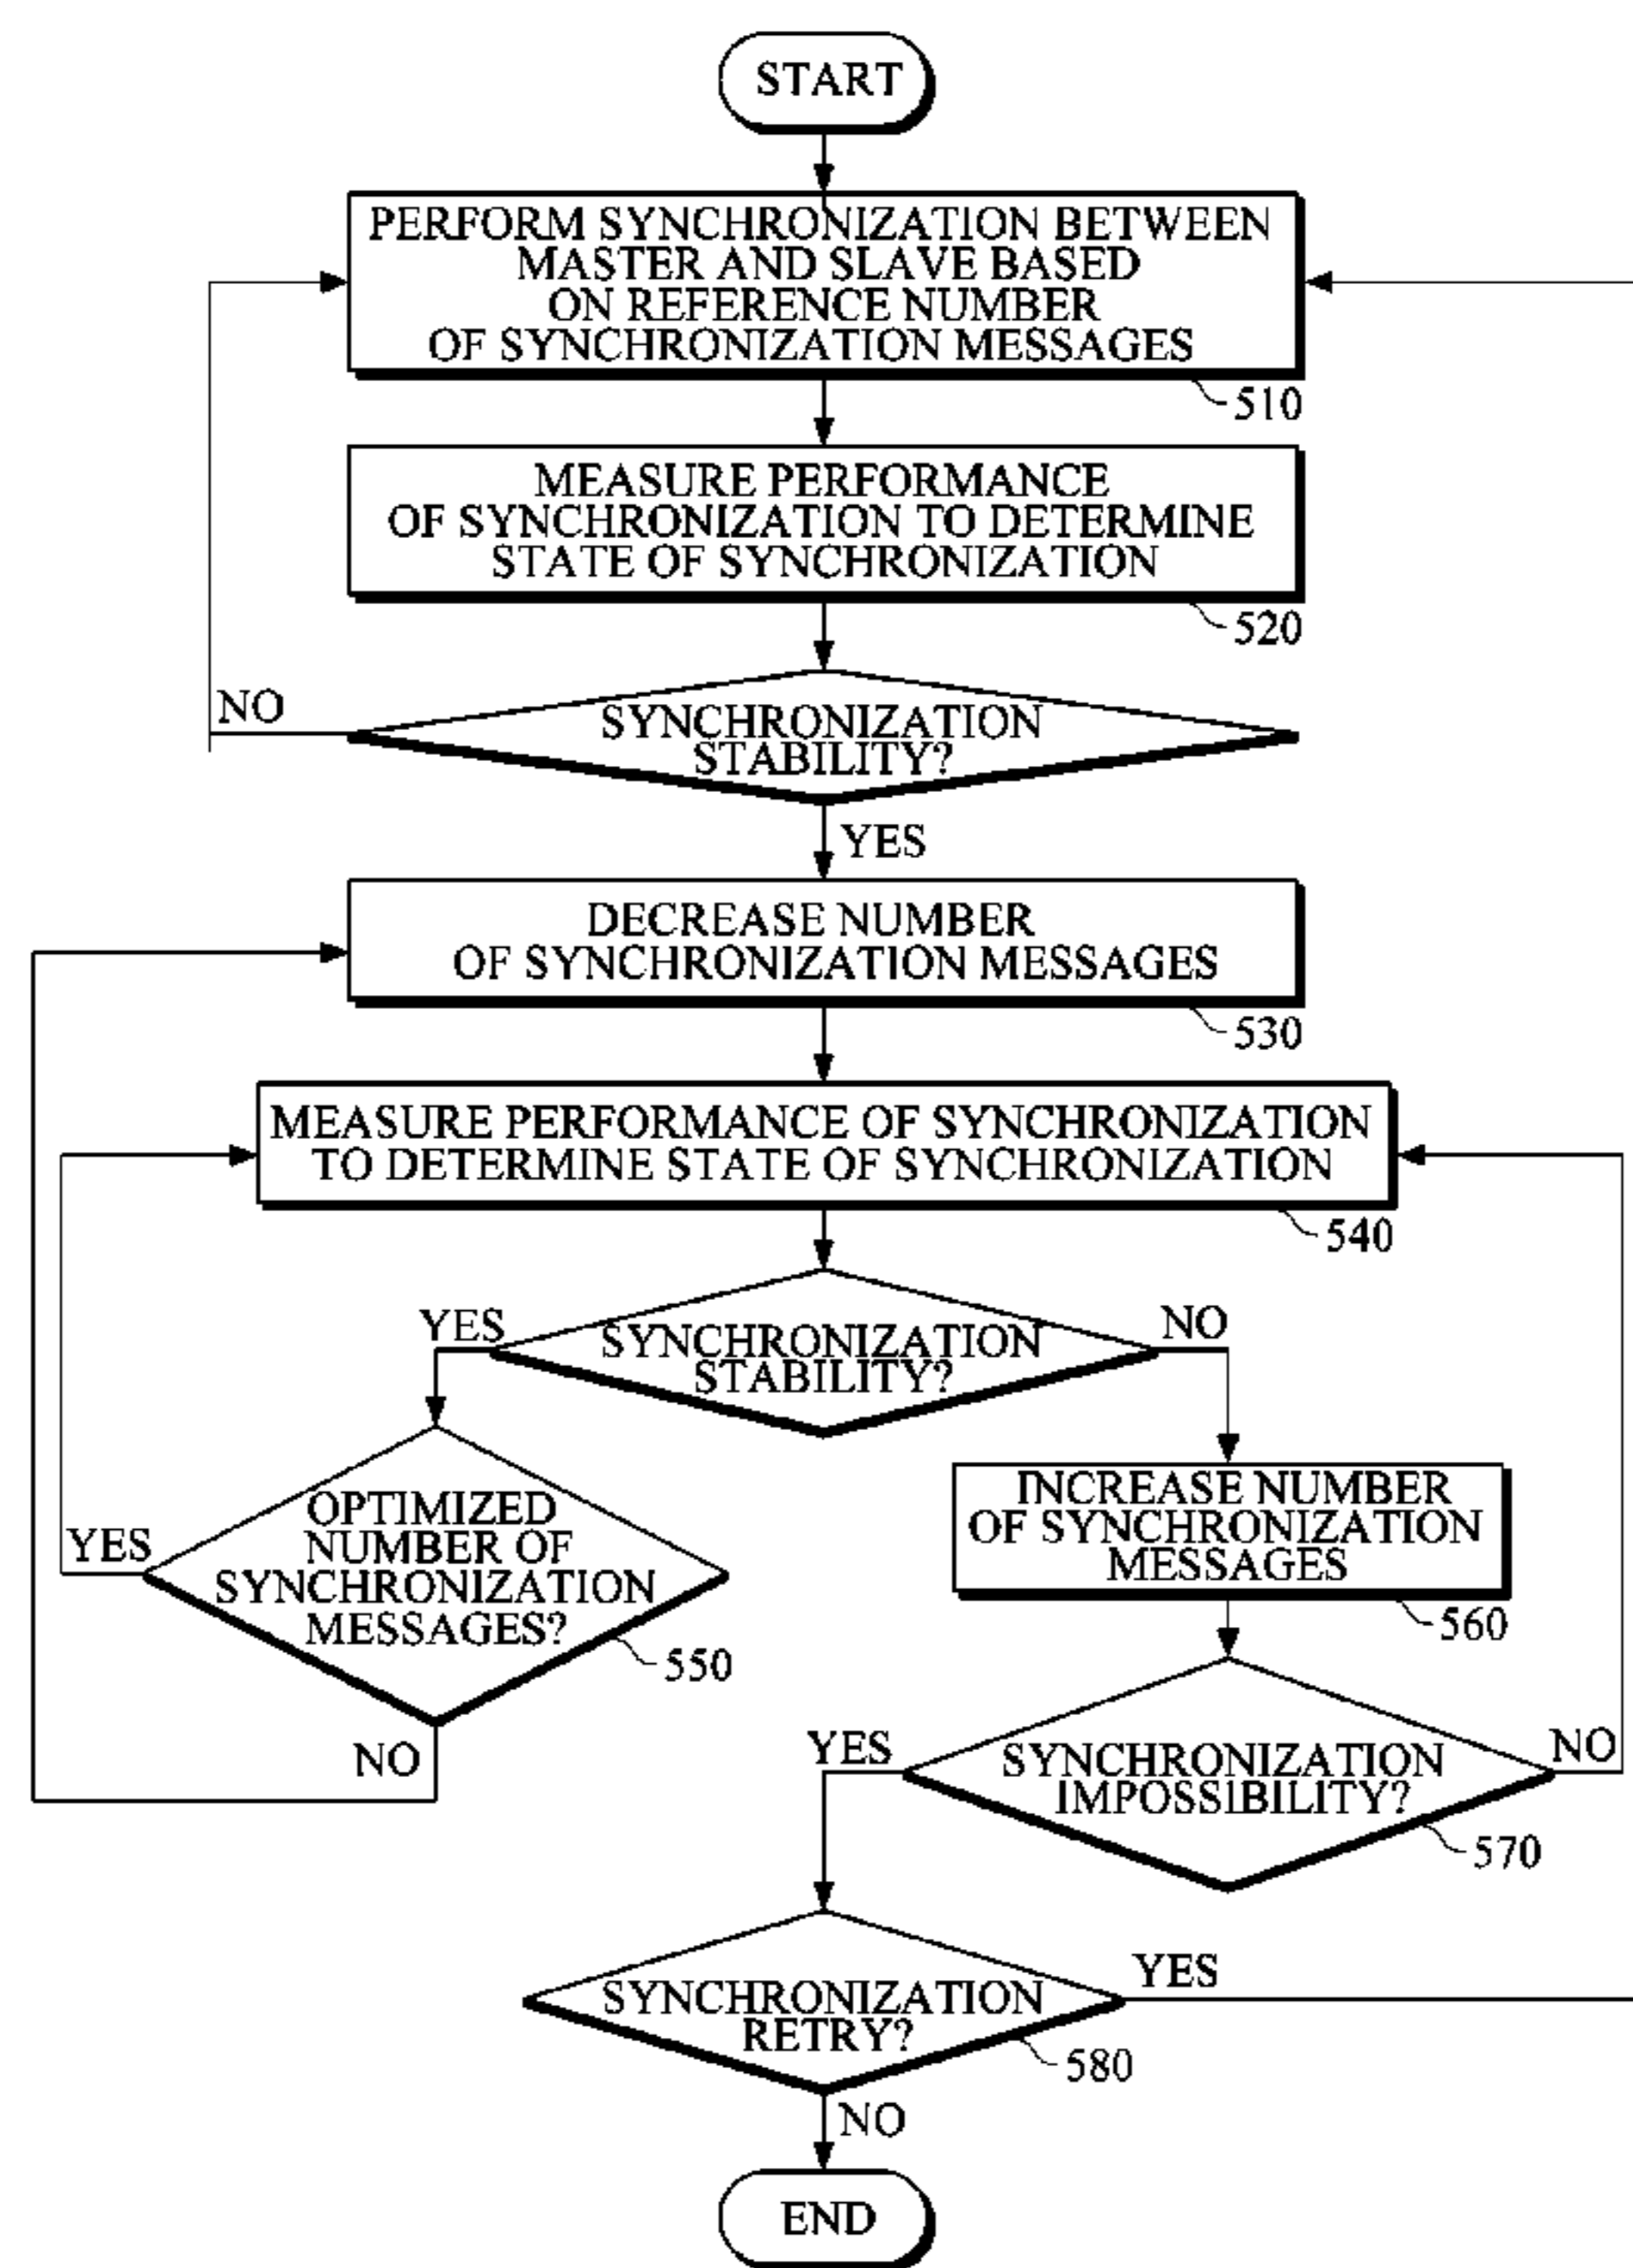 START
PERFORM SYNCHRONIZATION BETWEEN
MASTER AND SLAVE BASED
ON REFERENCE NUMBER
OF SYNCHRONIZATION MESSAGES
510
MEASURE PERFORMANCE
OF SYNCHRONIZATION TO DETERMINE
STATE OF SYNCHRONIZATION
520
NO
SYNCHRONIZATION
STABILITY?
YES
DECREASE NUMBER
OF SYNCHRONIZATION MESSAGES
530
MEASURE PERFORMANCE OF SYNCHRONIZATION
TO DETERMINE STATE OF SYNCHRONIZATION
540
YES
SYNCHRONIZATION
STABILITY?
NO
OPTIMIZED
NUMBER OF
SYNCHRONIZATION
MESSAGES?
YES
550
NO
INCREASE NUMBER
OF SYNCHRONIZATION
MESSAGES
560
YES
SYNCHRONIZATION
IMPOSSIBILITY?
NO
570
SYNCHRONIZATION
RETRY?
YES
580
NO
END